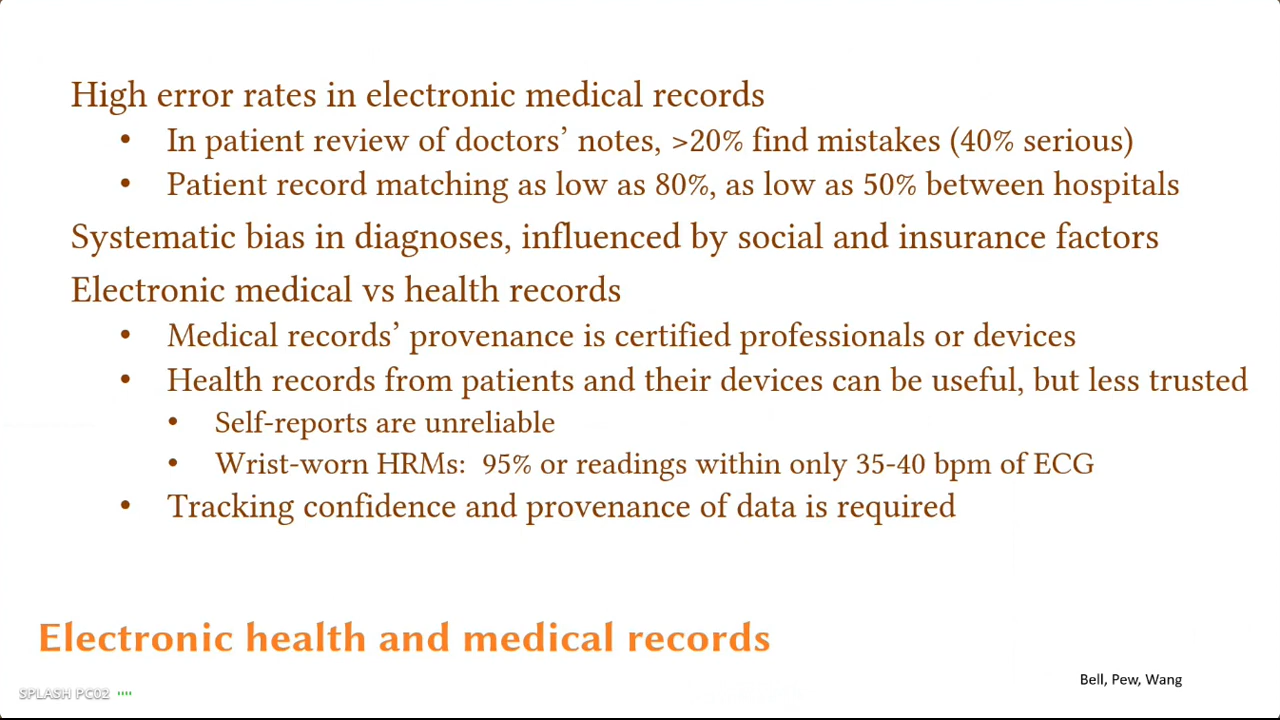 High error rates in electronic medical records
• In patient review of doctors’ notes, >20% find mistakes (40% serious)
• Patient record matching as low as 80%, as low as 50% between hospitals
Systematic bias in diagnoses, influenced by social and insurance factors
Electronic medical vs health records
• Medical records’ provenance is certified professionals or devices
• Health records from patients and their devices can be useful, but less trusted
• Self-reports are unreliable
• Wrist-worn HRMs: 95% or readings within only 35-40 bpm of ECG
• Tracking confidence and provenance of data is required
Electronic health and medical records
Bell, Pew, Wang
SPLASH PC02